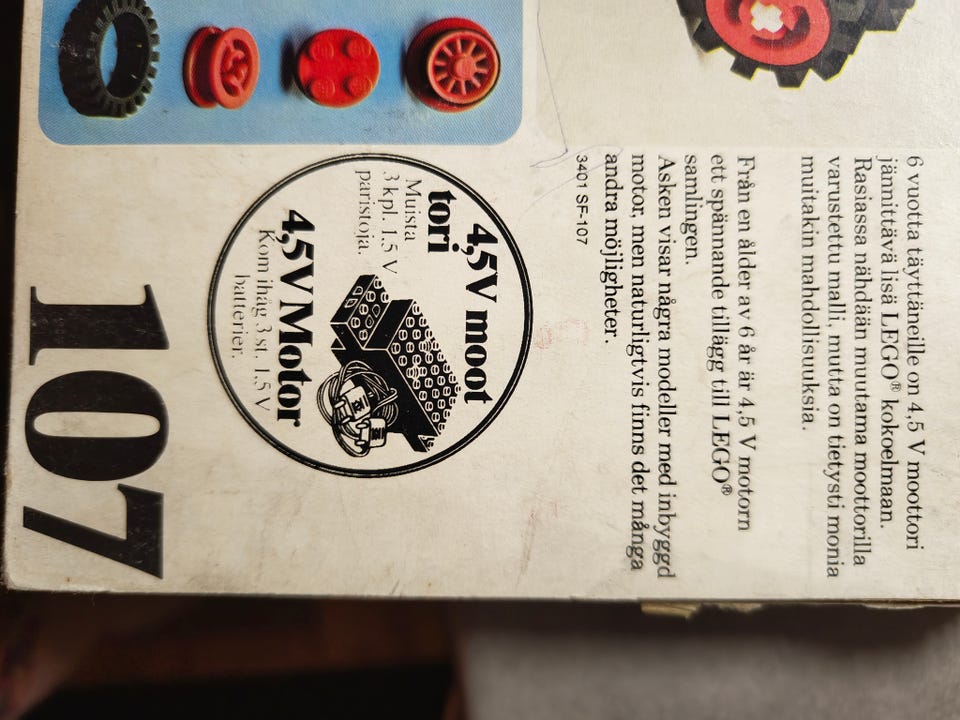 6 vuotta täyttäneille on 4,5 V moottori
jännittävä lisä LEGO® kokoelmaan.
Rasiassa nähdään muutama moottorilla
varustettu malli, mutta on tietysti monia
muitakin mahdollisuuksia.
Från en ålder av 6 år är 4,5 V motorn
ett spännande tillägg till LEGO®
samlingen.
Asken visar några modeller med inbyggd
motor, men naturligtvis finns det många
andra möjligheter.
3401 SF-107
4,5V moot
tori
Muista
3 kpl. 1.5 V
paristoja.
4,5V Motor
Kom ihåg 3 st. 1.5 V
batterier.
107